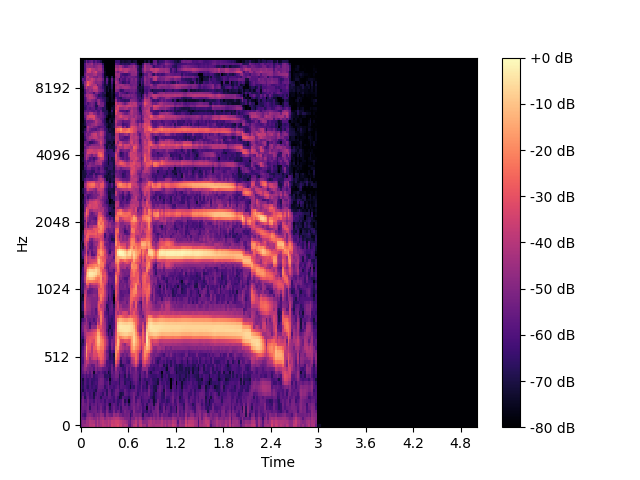 +0 dB
8192
-10 dB
4096
-20 dB
-30 dB
2048
Hz
-40 dB
1024
-50 dB
512
-60 dB
-70 dB
0
-80 dB
0 0.6 1.2 1.8 2.4 3 3.6 4.2 4.8
Time